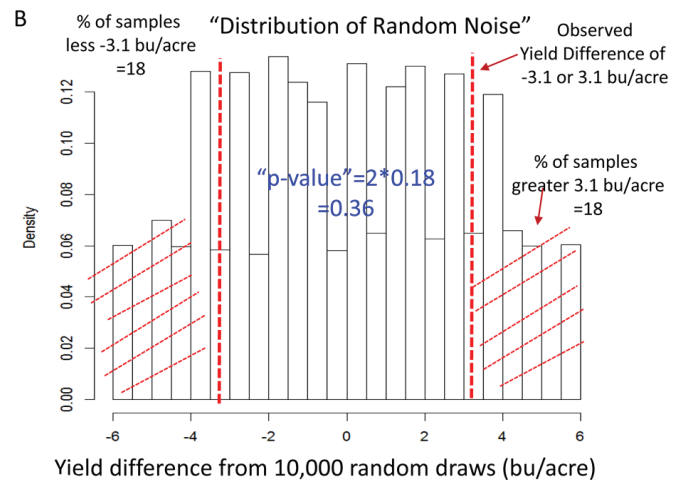 B
“Distribution of Random Noise”
% of samples
less -3.1 bu/acre
=18
Observed
Yield Difference of
-3.1 or 3.1 bu/acre
“p-value”=2*0.18
=0.36
% of samples
greater 3.1 bu/acre
=18
Density
0.12
0.10
0.08
0.06
0.04
0.02
0.00
-6 -4 -2 0 2 4 6
Yield difference from 10,000 random draws (bu/acre)